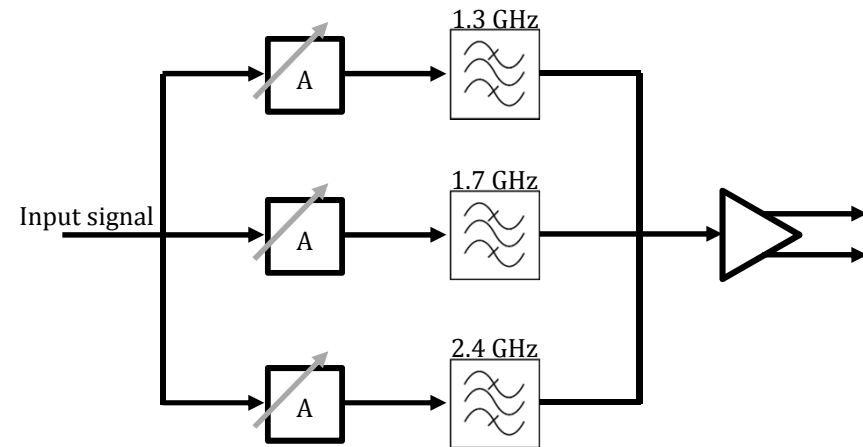 1.3 GHz
A
1.7 GHz
Input signal
A
2.4 GHz
A